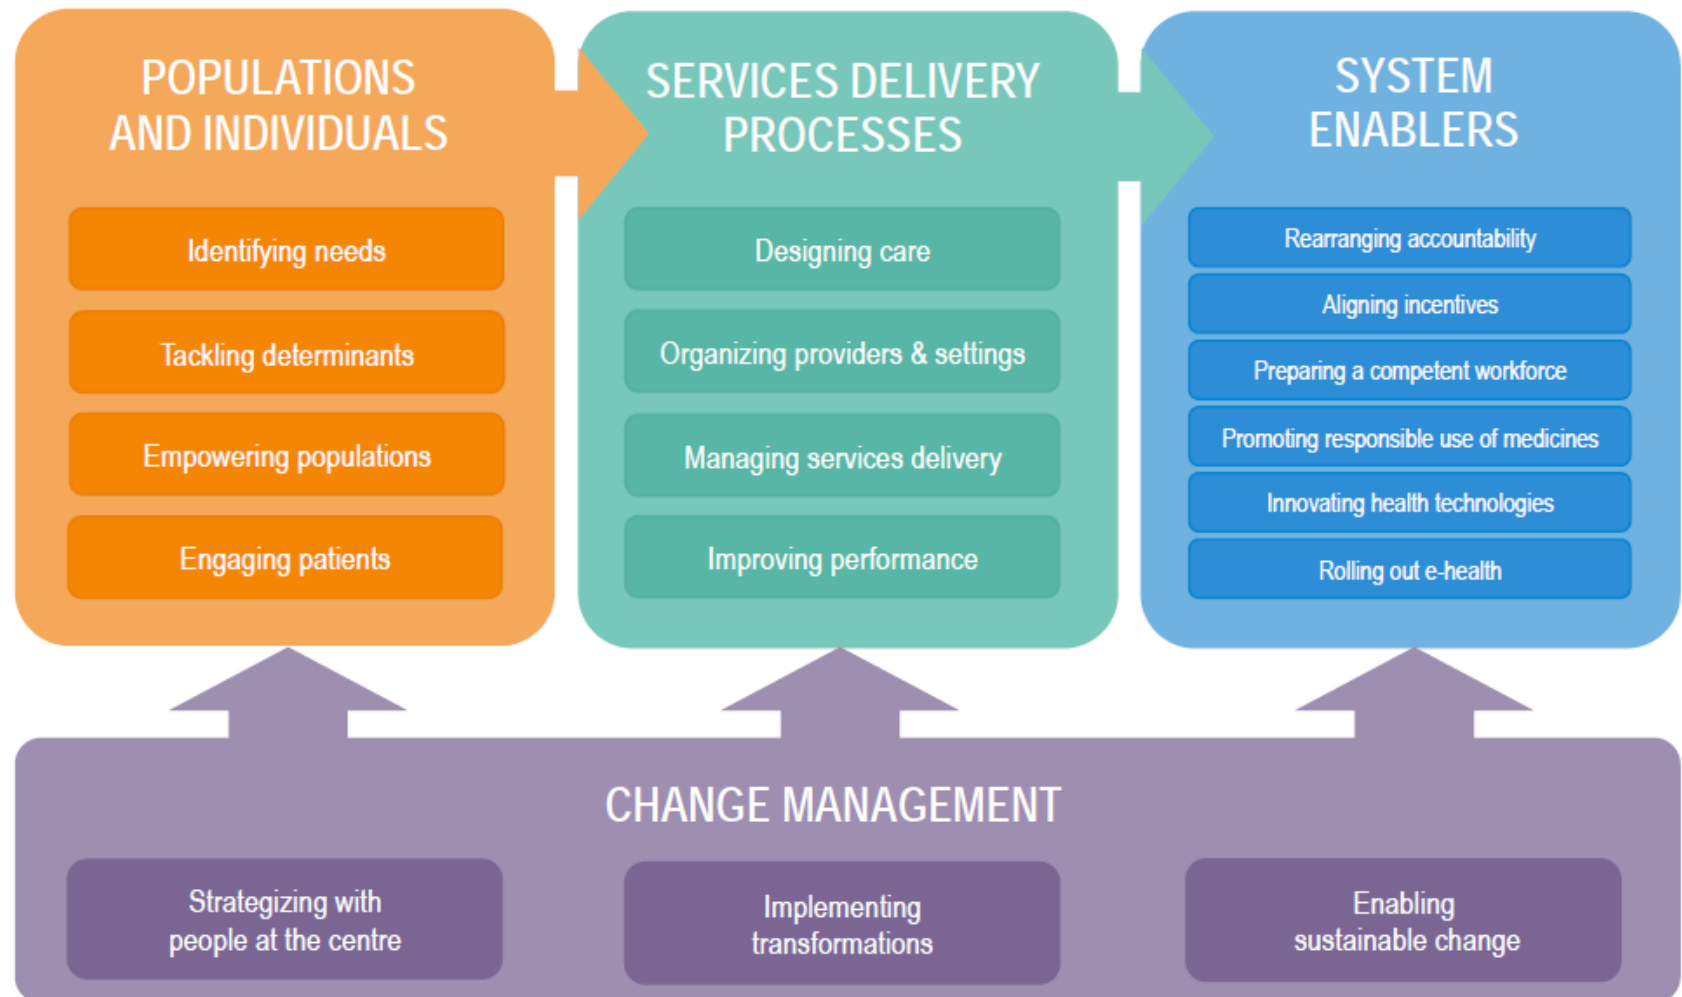 POPULATIONS
AND INDIVIDUALS
Identifying needs
Tackling determinants
Empowering populations
Engaging patients
SERVICES DELIVERY
PROCESSES
Designing care
Organizing providers & settings
Managing services delivery
Improving performance
SYSTEM
ENABLERS
Rearranging accountability
Aligning incentives
Preparing a competent workforce
Promoting responsible use of medicines
Innovating health technologies
Rolling out e-health
CHANGE MANAGEMENT
Strategizing with
people at the centre
Implementing
transformations
Enabling
sustainable change